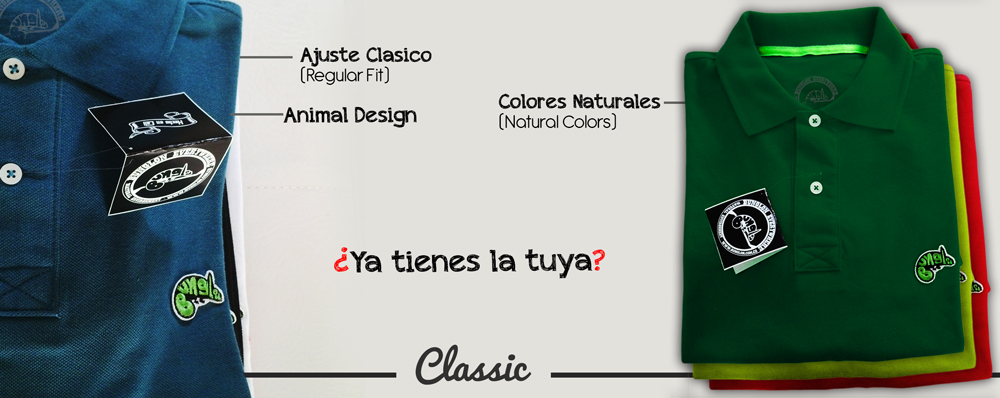 Ajuste Clasico
(Regular Fit)
Animal Design
Colores Naturales
(Natural Colors)
¿Ya tienes la tuya?
Classic